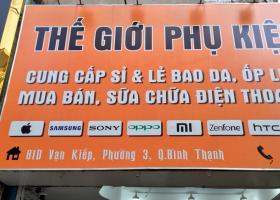 THẾ GIỚI PHỤ KIỆ
CUNG CẤP SỈ & LẺ BAO DA, ỐP L
MUA BÁN, SỮA CHỮA ĐIỆN THOẠ
SAMSUNG SONY oppo mi Zenfone hTC
81D Vạn Kiếp, Phường 3, Q.Bình Thạnh